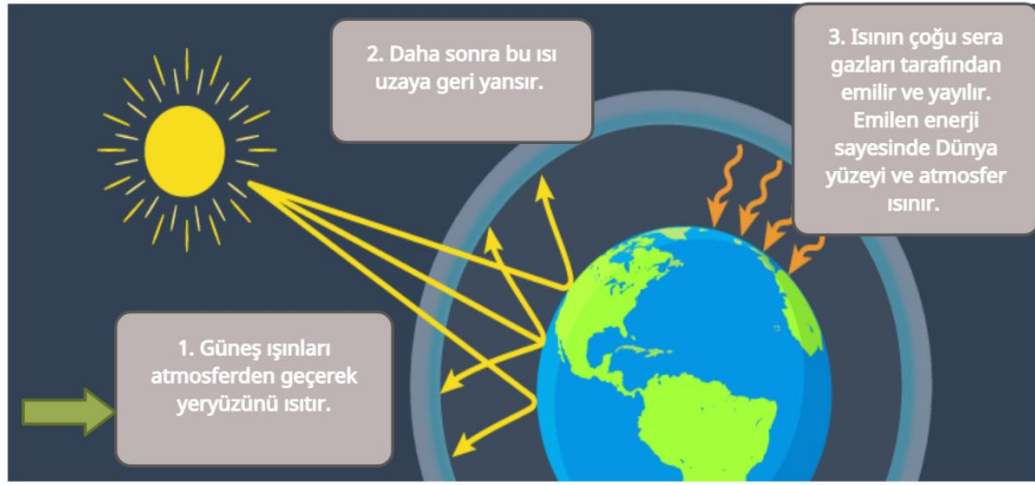 1. Güneş ışınları
atmosferden geçerek
yeryüzünü ısıtır.
2. Daha sonra bu ısı
uzaya geri yansır.
3. Isının çoğu sera
gazları tarafından
emilir ve yayılır.
Emilen enerji
sayesinde Dünya
yüzeyi ve atmosfer
ısınır.